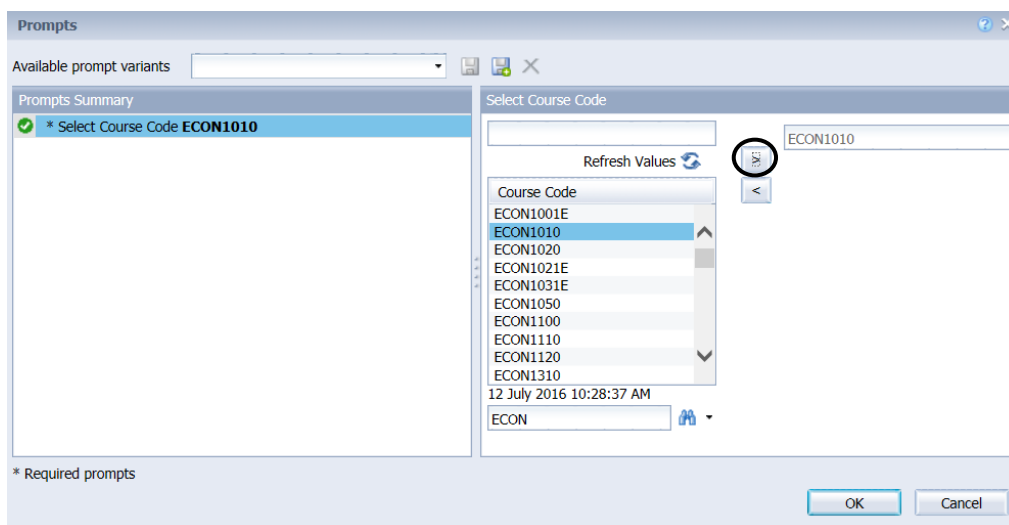 Prompts
Available prompt variants
Prompts Summary
* Select Course Code ECON1010
Select Course Code
Refresh Values
ECON1010
>
<
Course Code
ECON1001E
ECON1010
ECON1020
ECON1021E
ECON1031E
ECON1050
ECON1100
ECON1110
ECON1120
ECON1310
12 July 2016 10:28:37 AM
ECON
* Required prompts
OK Cancel